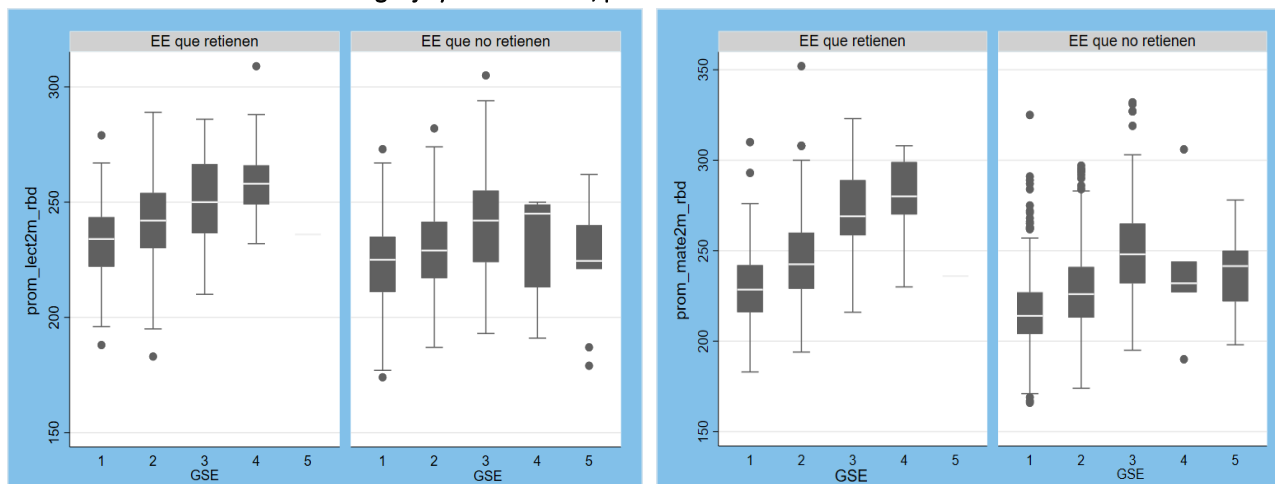 EE que retienen
EE que no retienen
prom_lect2m_rbd
300
250
200
150
1 2 3 4 5
1 2 3 4 5
GSE
EE que retienen
EE que no retienen
prom_mate2m_rbd
350
300
250
200
150
1 2 3 4 5
1 2 3 4 5
GSE
GSE